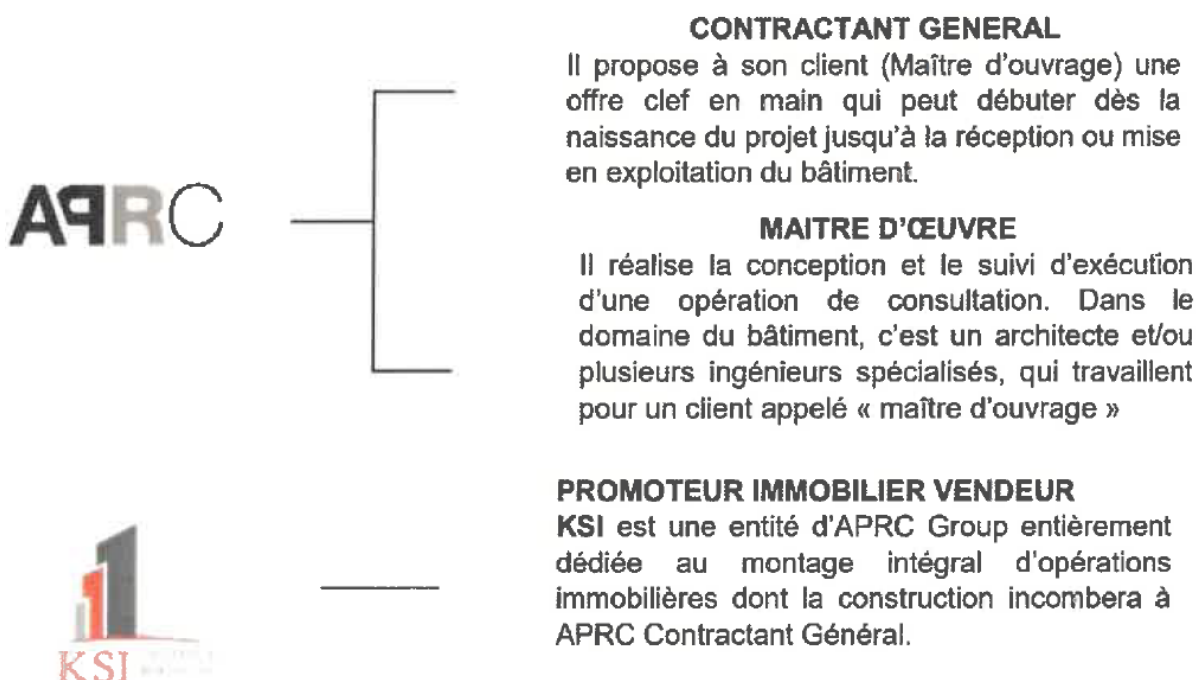 CONTRACTANT GENERAL
Il propose à son client (Maître d'ouvrage) une
offre clef en main qui peut débuter dès la
naissance du projet jusqu'à la réception ou mise
en exploitation du bâtiment.
APRC
MAITRE D'ŒUVRE
Il réalise la conception et le suivi d'exécution
d'une opération de consultation. Dans le
domaine du bâtiment, c'est un architecte et/ou
plusieurs ingénieurs spécialisés, qui travaillent
pour un client appelé « maître d'ouvrage »
PROMOTEUR IMMOBILIER VENDEUR
KSI est une entité d'APRC Group entièrement
dédiée au montage intégral d'opérations
immobilières dont la construction incombera à
APRC Contractant Général.
KSI